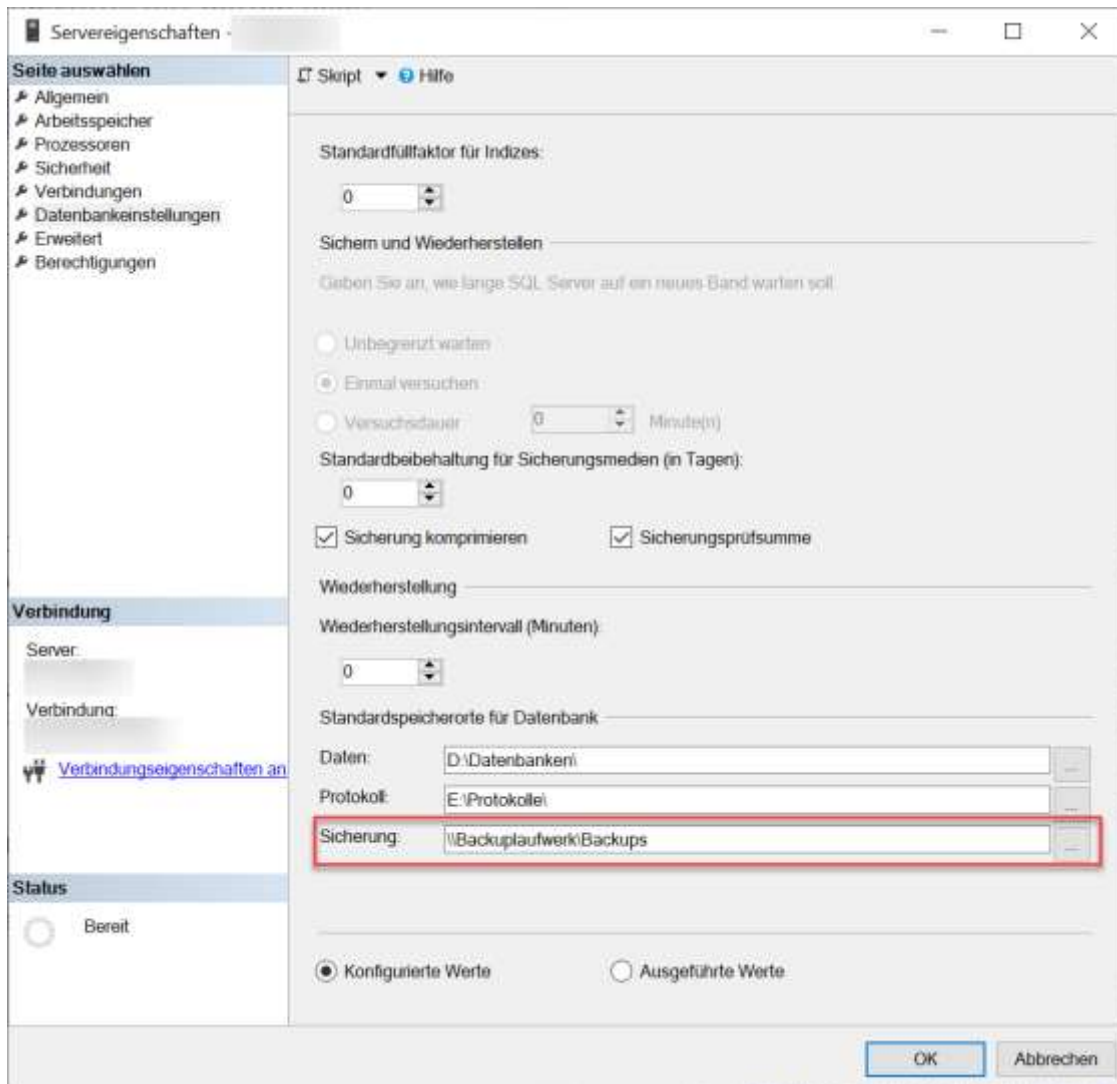 Servereigenschaften -
Seite auswählen
Allgemein
Arbeitsspeicher
Prozessoren
Sicherheit
Verbindungen
Datenbankeinstellungen
Erweitert
Berechtigungen
Skript Hilfe
Standardfüllfaktor für Indizes:
0
Sichern und Wiederherstellen
Geben Sie an, wie lange SQL Server auf ein neues Band warten soll.
Unbegrenzt warten
Einmal versuchen
Versuchsdauer 0 Minute(n)
Standardbeibehaltung für Sicherungsmedien (in Tagen):
0
Sicherung komprimieren Sicherungsprüfsumme
Wiederherstellung
Wiederherstellungsintervall (Minuten):
0
Standardspeicherorte für Datenbank
Daten: D:\Datenbanken\ ...
Protokoll: E:\Protokolle\ ...
Sicherung: \\Backuplaufwerk\Backups ...
Konfigurierte Werte Ausgeführte Werte
Verbindung
Server:
Verbindung:
Verbindungseigenschaften an
Status
Bereit
OK Abbrechen